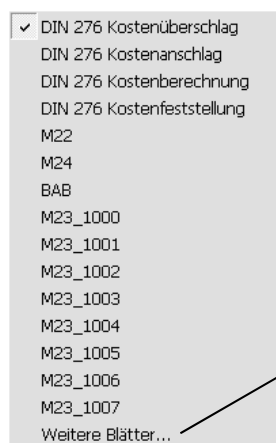 DIN 276 Kostenüberschlag
DIN 276 Kostenanschlag
DIN 276 Kostenberechnung
DIN 276 Kostenfeststellung
M22
M24
BAB
M23_1000
M23_1001
M23_1002
M23_1003
M23_1004
M23_1005
M23_1006
M23_1007
Weitere Blätter...